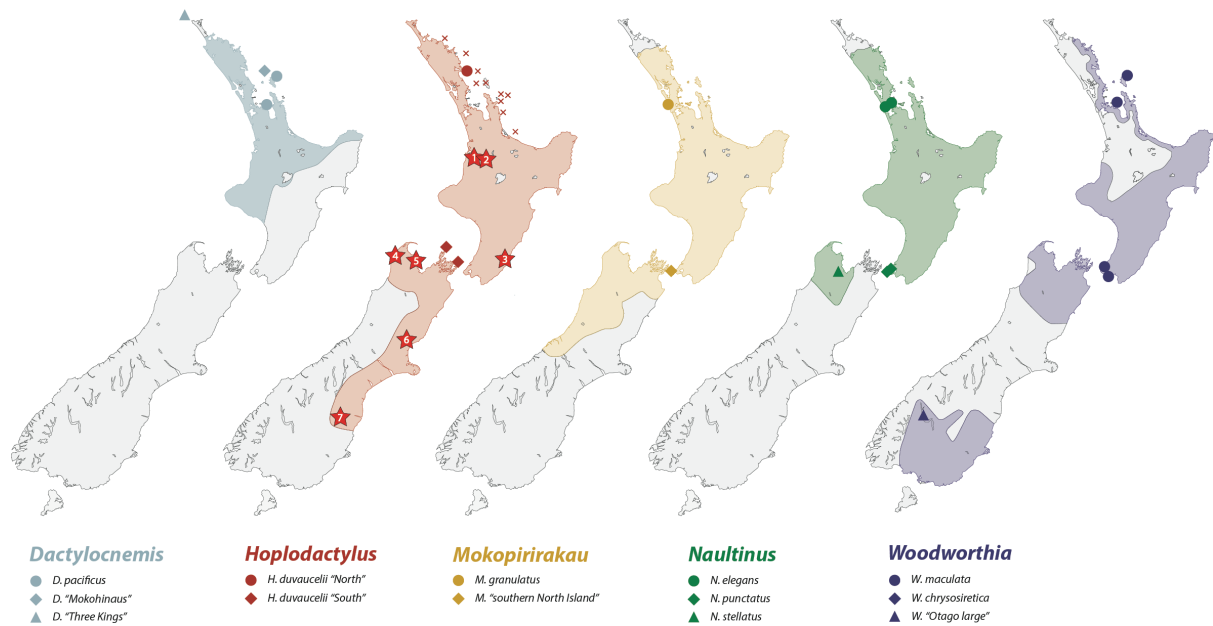 1
2
3
4
5
6
7
Dactylocnemis
D. pacificus
D. “Mokohinaus”
D. “Three Kings”
Hoplodactylus
H. duvaucelii “North”
H. duvaucelii “South”
Mokopirirakau
M. granulatus
M. “southern North Island”
Naultinus
N. elegans
N. punctatus
N. stellatus
Woodworthia
W. maculata
W. chrysosiretica
W. “Otago large”